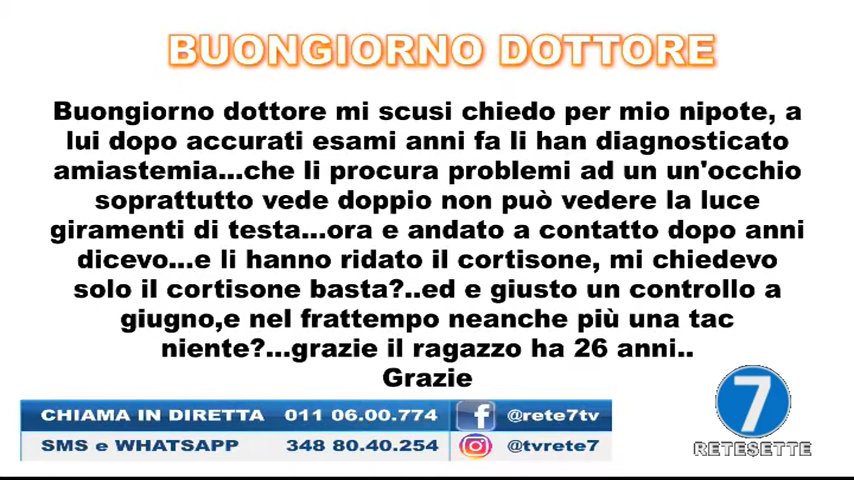 BUONGIORNO DOTTORE
Buongiorno dottore mi scusi chiedo per mio nipote, a
lui dopo accurati esami anni fa li han diagnosticato
amiastemia...che li procura problemi ad un un'occhio
soprattutto vede doppio non può vedere la luce
giramenti di testa...ora e andato a contatto dopo anni
dicevo...e li hanno ridato il cortisone, mi chiedevo
solo il cortisone basta?..ed e giusto un controllo a
giugno,e nel frattempo neanche più una tac
niente?...grazie il ragazzo ha 26 anni..
Grazie
CHIAMA IN DIRETTA 011 06.00.774 @rete7tv
SMS e WHATSAPP 348 80.40.254 @tvrete7
7
RETESETTE